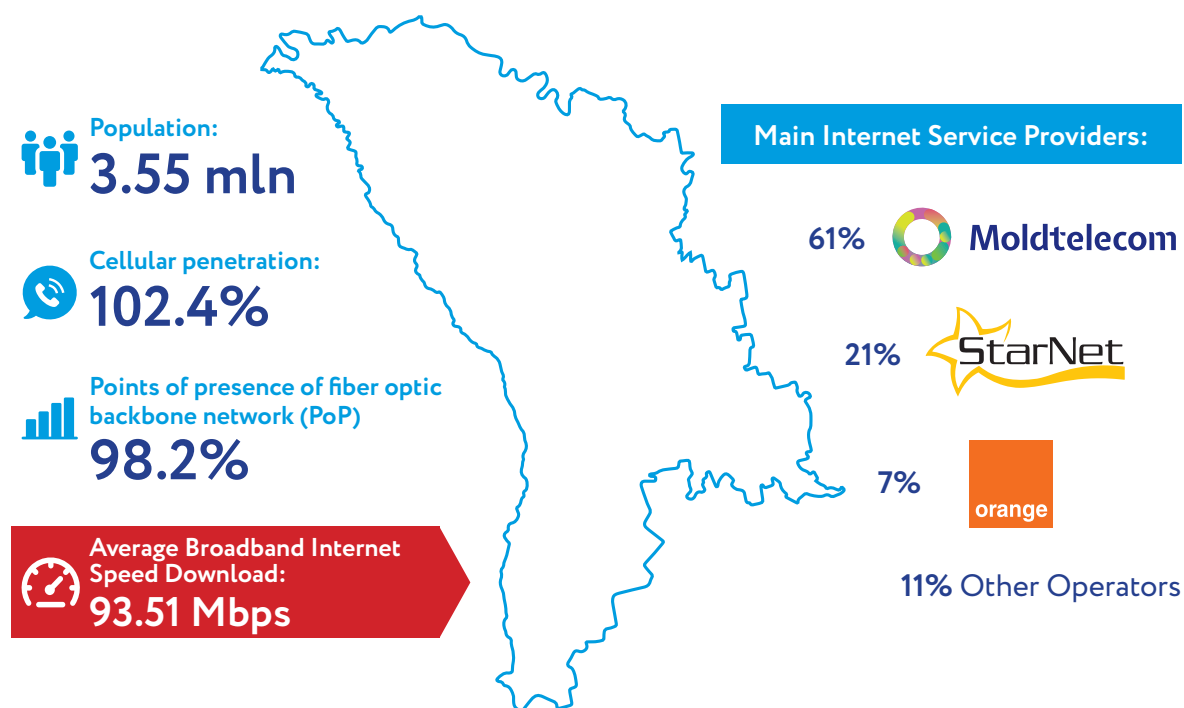 Population:
3.55 mln
Cellular penetration:
102.4%
Points of presence of fiber optic
backbone network (PoP)
98.2%
Average Broadband Internet
Speed Download:
93.51 Mbps
Main Internet Service Providers:
61% Moldtelecom
21% StarNet
7% orange
11% Other Operators